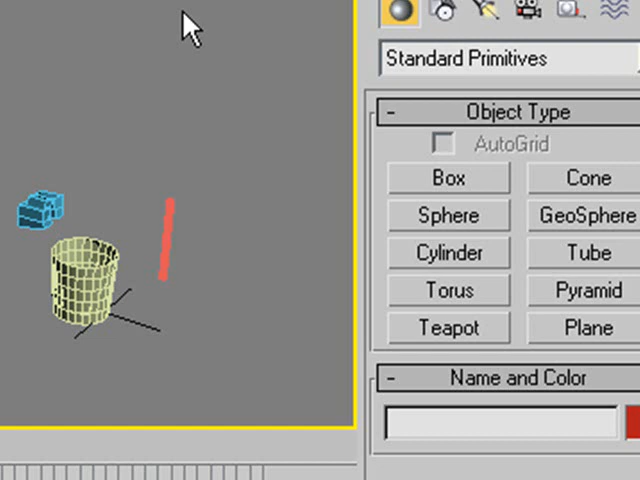 Standard Primitives
- Object Type
AutoGrid
Box Cone
Sphere GeoSphere
Cylinder Tube
Torus Pyramid
Teapot Plane
- Name and Color